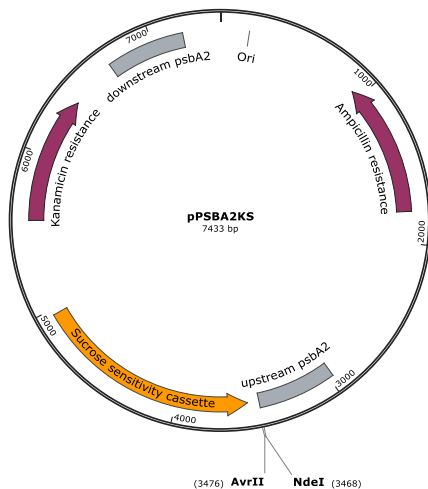 7000
downstream psbA2
Ori
1000
Ampicillin resistance
Kanamicin resistance
6000
pPSBA2KS
7433 bp
2000
5000
Sucrose sensitivity cassette
upstream psbA2
3000
4000
(3476) AvrII NdeI (3468)